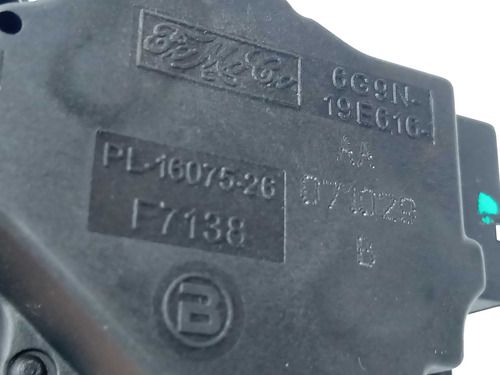 FoMoCo
6G9N-
19E616-
AA
PL-16075-26
071029
F7138
B
B